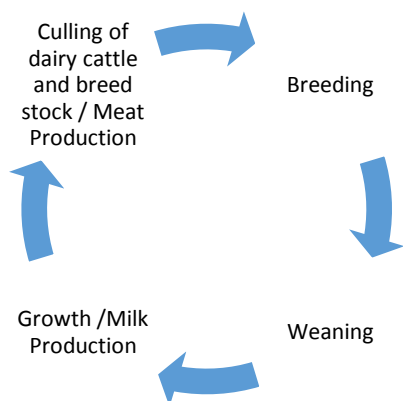 Culling of
dairy cattle
and breed
stock / Meat
Production
Breeding
Weaning
Growth /Milk
Production